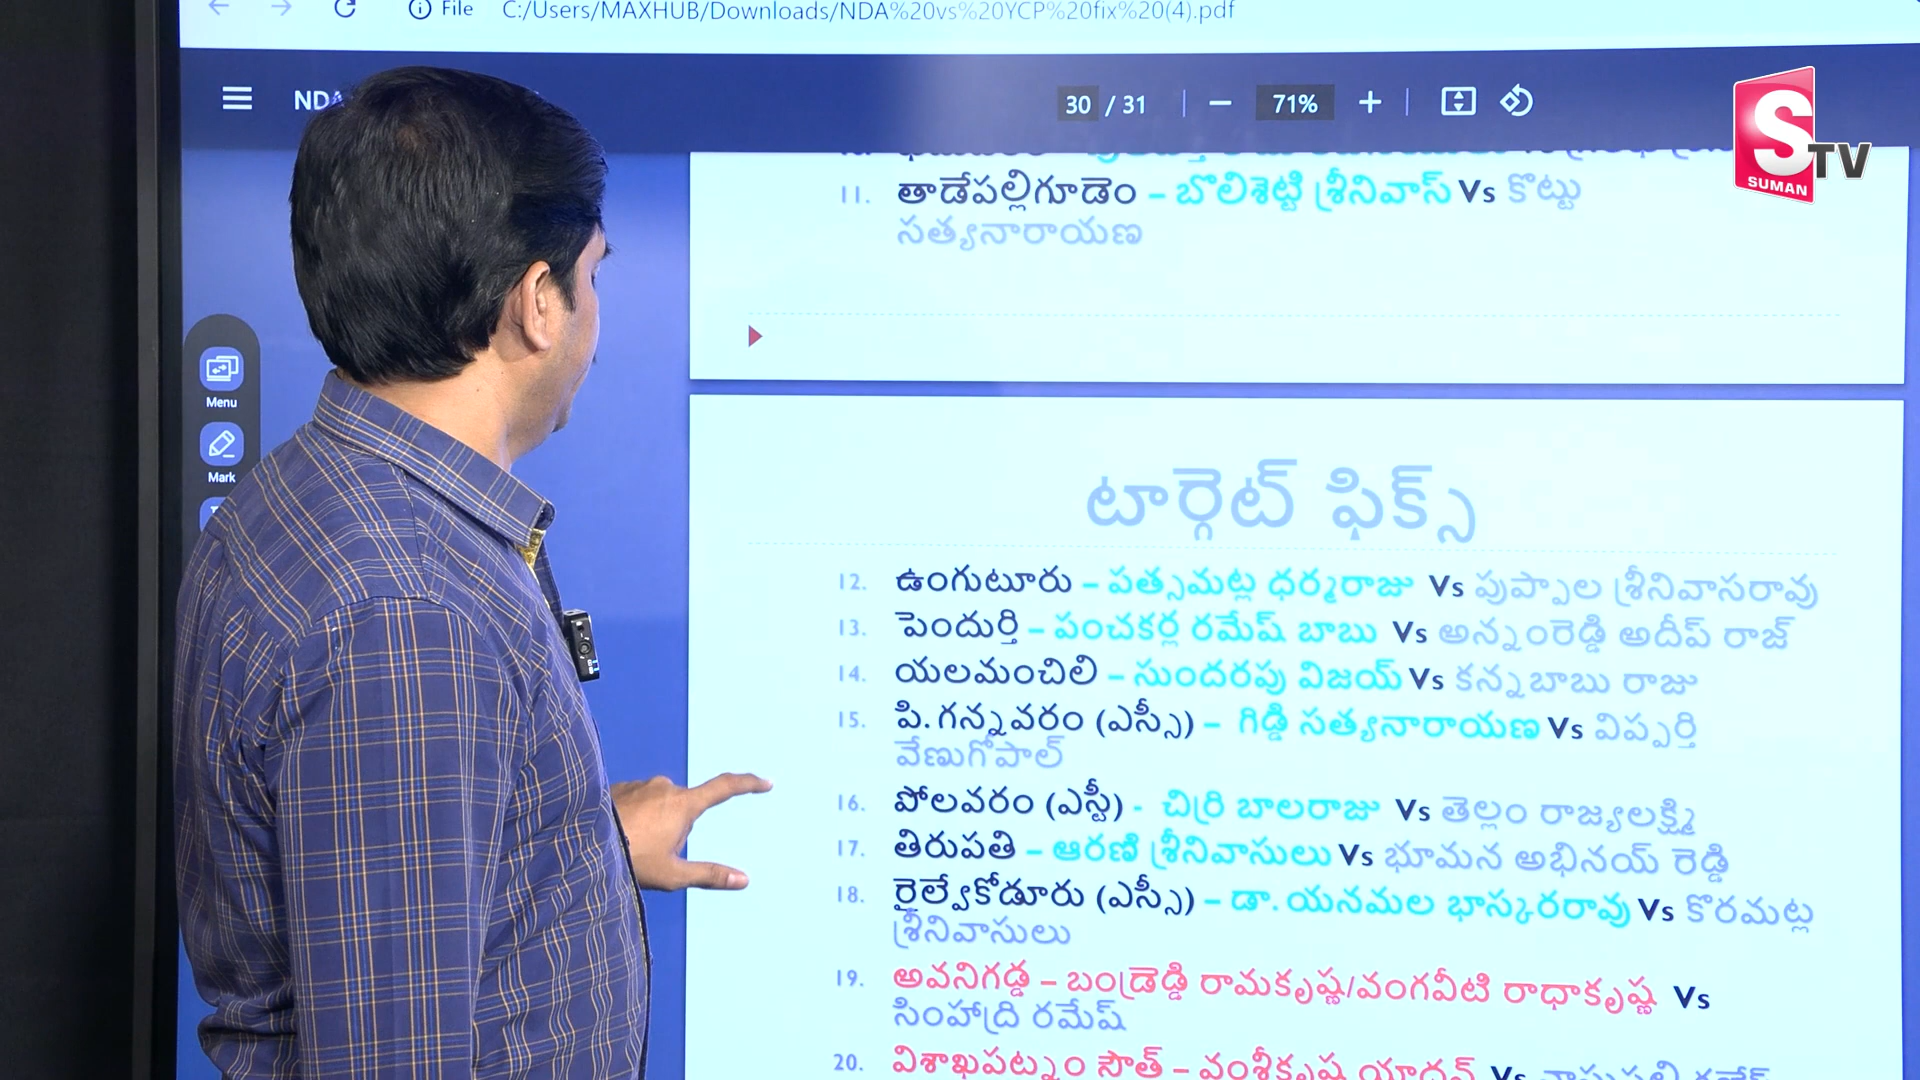 File C:/Users/MAXHUB/Downloads/NDA%20vs%20YCP%20fix%20(4).pdf
NDA
30 / 31
71%
S TV
SUMAN
11. తాడేపల్లిగూడెం – బొలిశెట్టి శ్రీనివాస్ Vs కొట్టు
సత్యనారాయణ
Menu
Mark
టార్గెట్ ఫిక్స్
12. ఉంగుటూరు – పత్సమట్ల ధర్మరాజు Vs పుప్పాల శ్రీనివాసరావు
13. పెందుర్తి – పంచకర్ల రమేష్ బాబు Vs అన్నంరెడ్డి అదీప్ రాజ్
14. యలమంచిలి – సుందరపు విజయ్ Vs కన్నబాబు రాజు
15. పి.గన్నవరం (ఎస్సీ) – గిడ్డి సత్యనారాయణ Vs విప్పర్తి
వేణుగోపాల్
16. పోలవరం (ఎస్టీ) - చిర్రి బాలరాజు Vs తెల్లం రాజ్యలక్ష్మి
17. తిరుపతి – ఆరణి శ్రీనివాసులు Vs భూమన అభినయ్ రెడ్డి
18. రైల్వేకోడూరు (ఎస్సీ) – డా.యనమల భాస్కరరావు Vs కొరమట్ల
శ్రీనివాసులు
19. అవనిగడ్డ – బండ్రెడ్డి రామకృష్ణ/వంగవీటి రాధాకృష్ణ Vs
సింహాద్రి రమేష్
20. విశాఖపట్నం సౌత్ – వంశీకృష్ణ యాదవ్ Vs